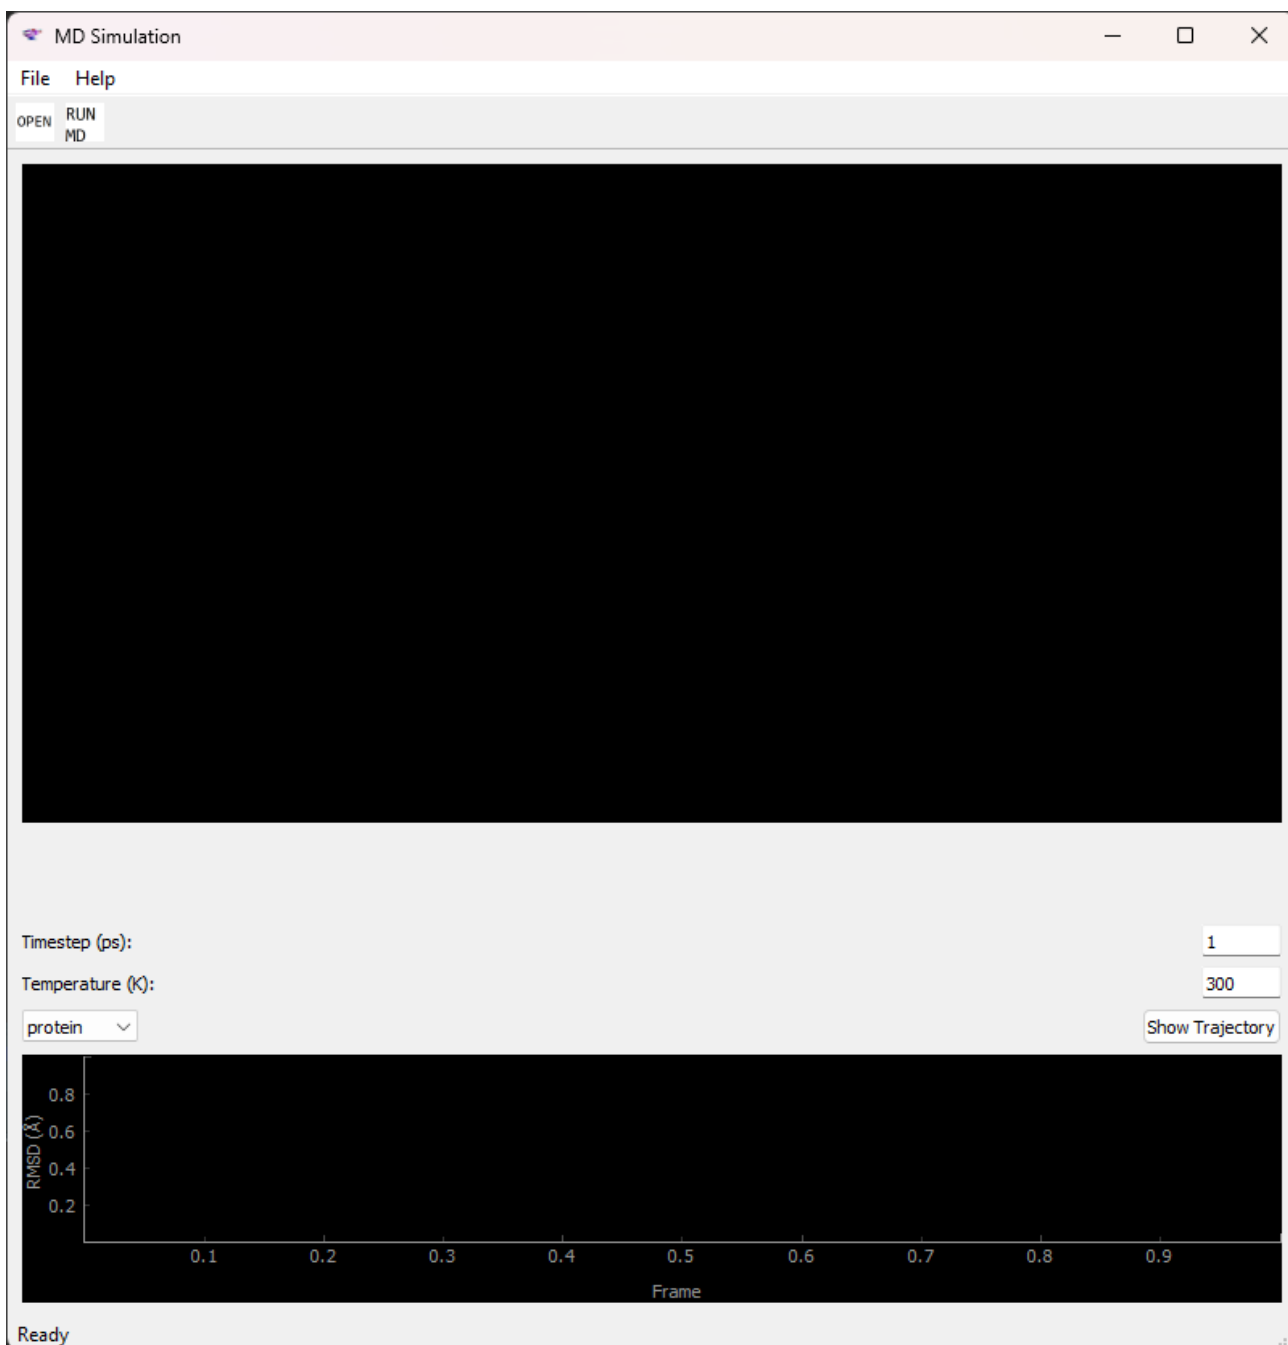 MD Simulation
File Help
OPEN RUN
MD
Timestep (ps): 1
Temperature (K): 300
protein Show Trajectory
0.8
0.6
0.4
0.2
RMSD (Å)
0.1 0.2 0.3 0.4 0.5 0.6 0.7 0.8 0.9
Frame
Ready